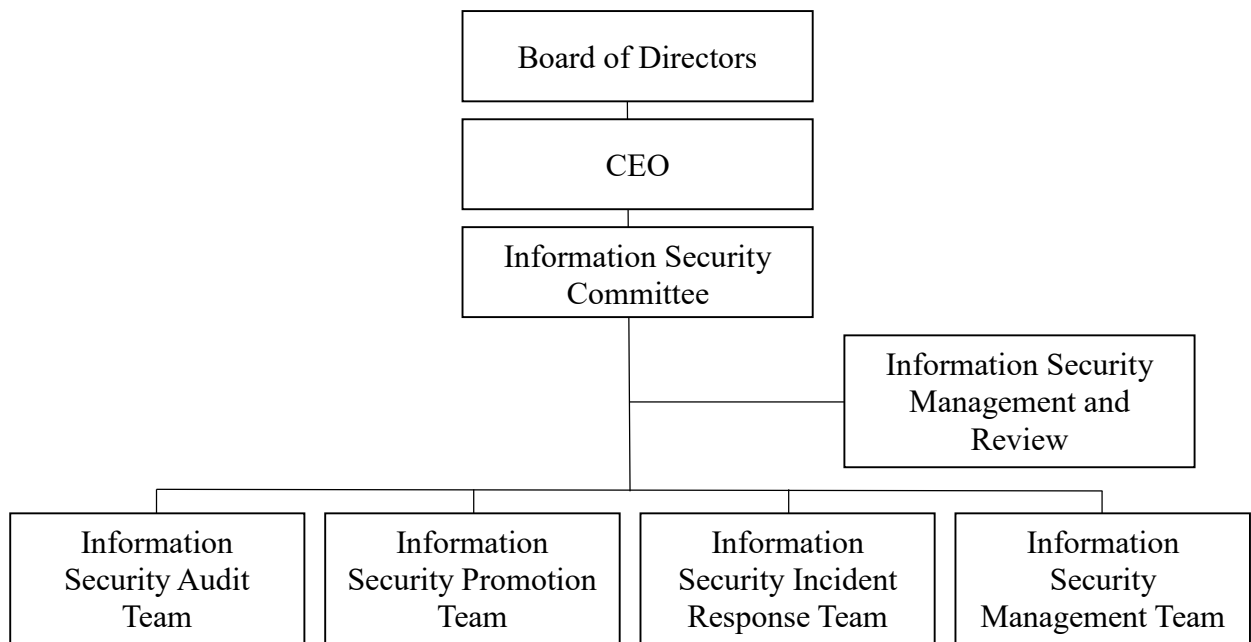 Board of Directors
CEO
Information Security
Committee
Information Security
Management and
Review
Information
Security Audit
Team
Information
Security Promotion
Team
Information
Security Incident
Response Team
Information
Security
Management Team